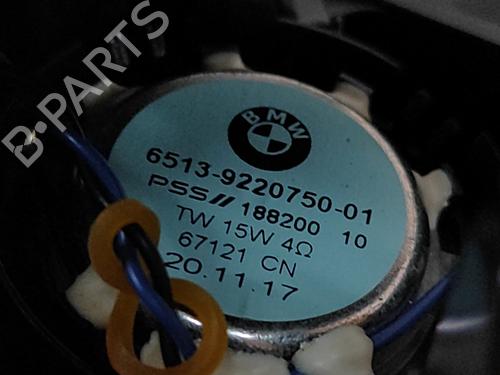 B-PARTS
BMW
6513-9220750-01
PSS// 188200 10
TW 15W 4Ω
67121 CN
20.11.17